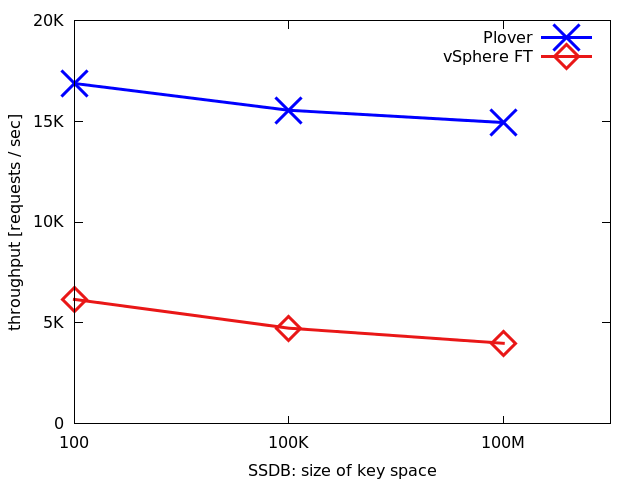 20K
15K
10K
5K
0
throughput [requests / sec]
Plover
vSphere FT
100
100K
100M
SSDB: size of key space